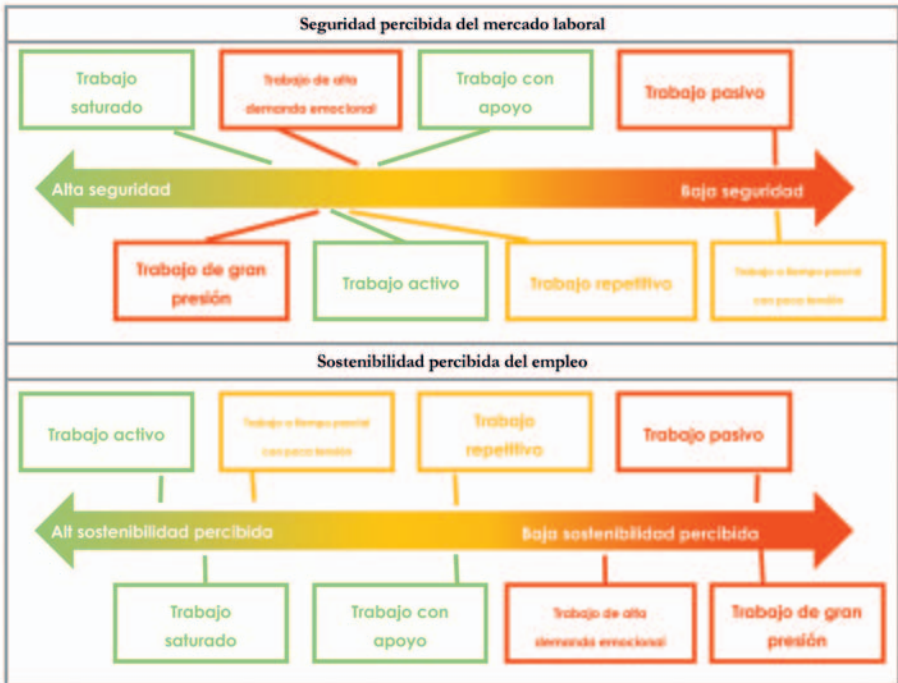 Seguridad percibida del mercado laboral
Trabajo
saturado
Trabajo de alta
demanda emocional
Trabajo con
apoyo
Trabajo pasivo
Alta seguridad
Baja seguridad
Trabajo de gran
presión
Trabajo activo
Trabajo repetitivo
Trabajo a tiempo parcial
con poca tensión
Sostenibilidad percibida del empleo
Trabajo activo
Trabajo a tiempo parcial
con poca tensión
Trabajo
repetitivo
Trabajo pasivo
Alt sostenibilidad percibida
Baja sostenibilidad percibida
Trabajo
saturado
Trabajo con
apoyo
Trabajo de alta
demanda emocional
Trabajo de gran
presión